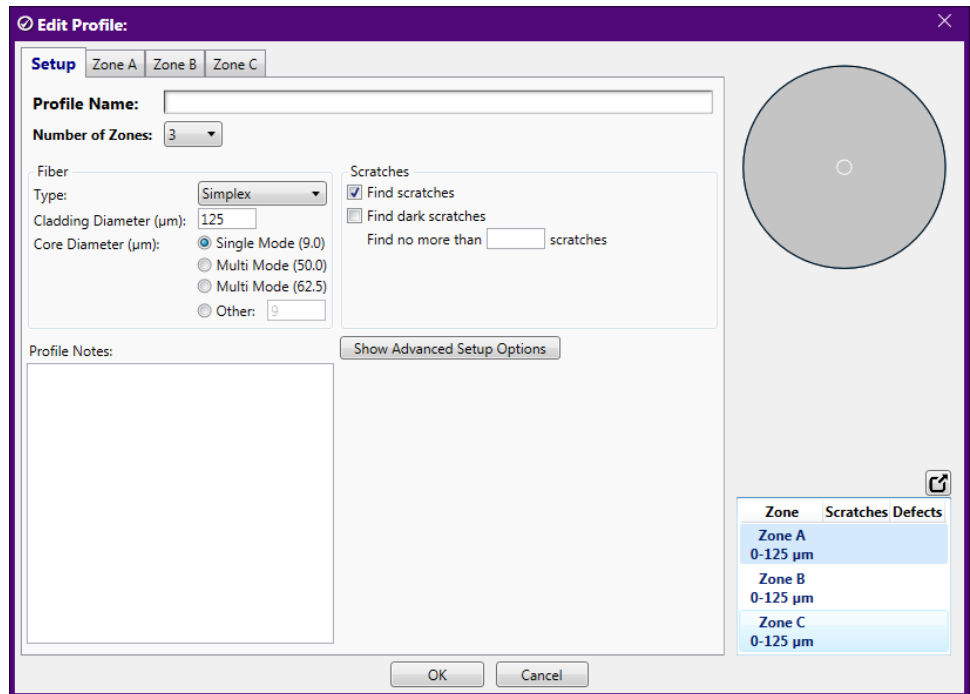 Edit Profile:
Setup Zone A Zone B Zone C
Profile Name:
Number of Zones: 3
Fiber
Type: Simplex
Cladding Diameter (µm): 125
Core Diameter (µm): Single Mode (9.0)
Multi Mode (50.0)
Multi Mode (62.5)
Other: 9
Scratches
Find scratches
Find dark scratches
Find no more than scratches
Profile Notes:
Show Advanced Setup Options
Zone Scratches Defects
Zone A
0-125 µm
Zone B
0-125 µm
Zone C
0-125 µm
OK Cancel